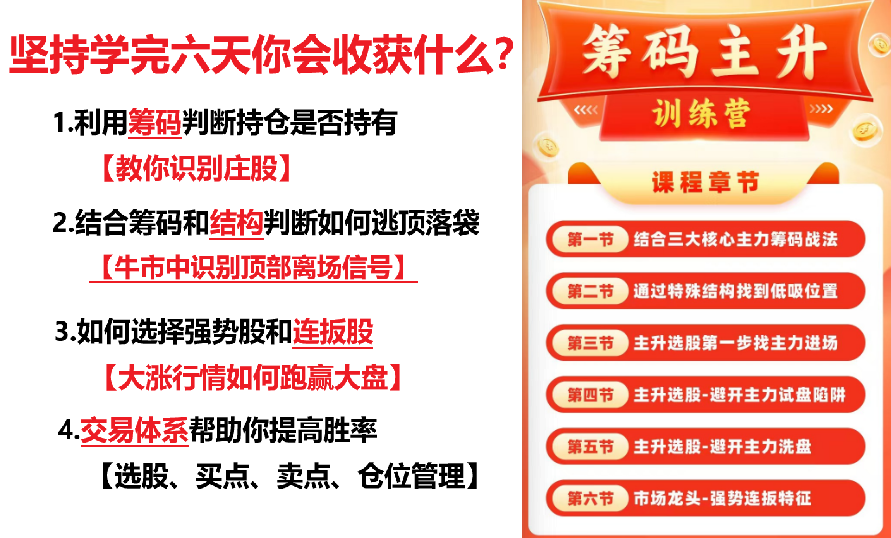 坚持学完六天你会收获什么？
1.利用筹码判断持仓是否持有
【教你识别庄股】
2.结合筹码和结构判断如何逃顶落袋
【牛市中识别顶部离场信号】
3.如何选择强势股和连扳股
【大涨行情如何跑赢大盘】
4.交易体系帮助你提高胜率
【选股、买点、卖点、仓位管理】
筹码主升
训练营
课程章节
第一节 结合三大核心主力筹码战法
第二节 通过特殊结构找到低吸位置
第三节 主升选股第一步找主力进场
第四节 主升选股-避开主力试盘陷阱
第五节 主升选股-避开主力洗盘
第六节 市场龙头-强势连扳特征